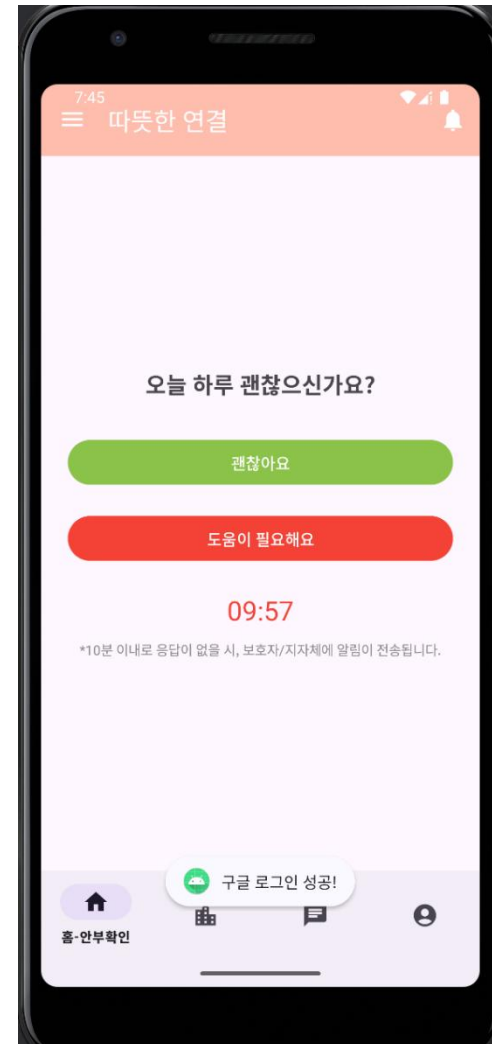 7:45
따뜻한 연결
오늘 하루 괜찮으신가요?
괜찮아요
도움이 필요해요
09:57
*10분 이내로 응답이 없을 시, 보호자/지자체에 알림이 전송됩니다.
구글 로그인 성공!
홈-안부확인